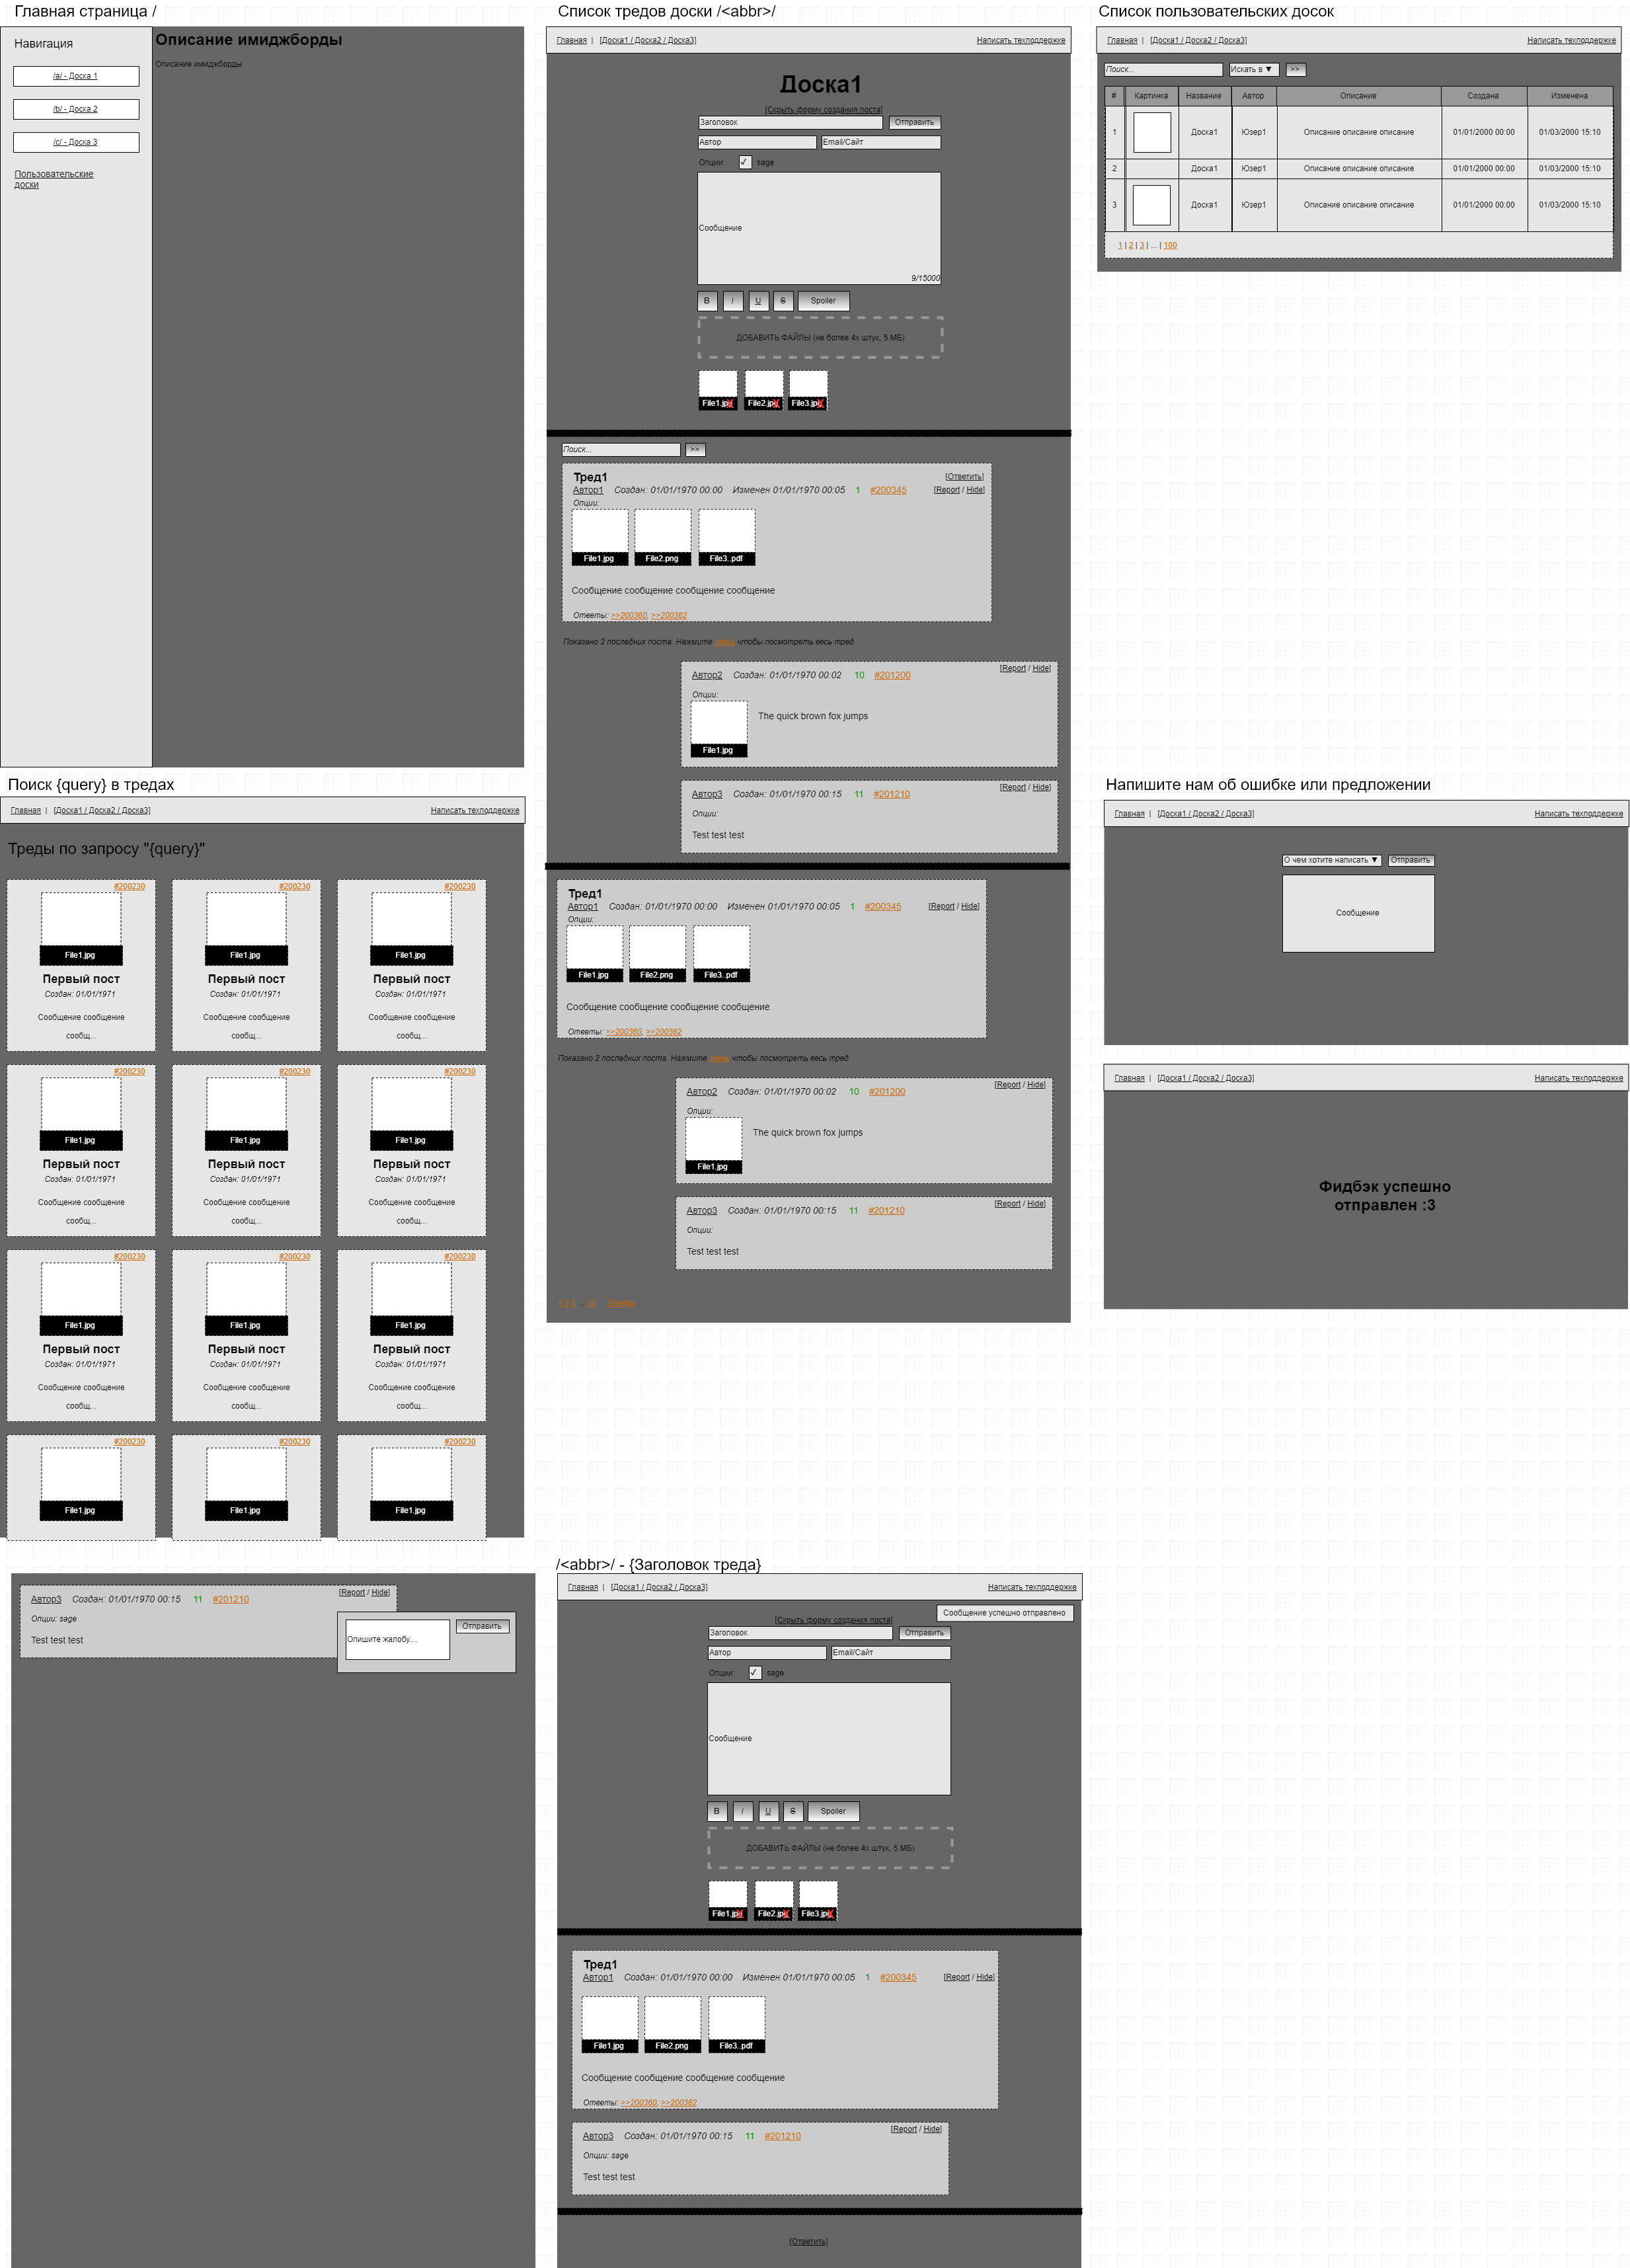 Главная страница /
Навигация
/a/ - Доска 1
/b/ - Доска 2
/c/ - Доска 3
Пользовательские
доски
Описание имиджборды
Описание имиджборды
Список тредов доски /<abbr>/
Главная | [Доска1 / Доска2 / Доска3] Написать техподдержке
Доска1
[Скрыть форму создания поста]
Заголовок Отправить
Автор Email/Сайт
Опции: ✓ sage
Сообщение
9/15000
B I U S Spoiler
ДОБАВИТЬ ФАЙЛЫ (не более 4х штук, 5 МБ)
File1.jpg X File2.jpg X File3.jpg X
Поиск... >>
Тред1 [Ответить]
Автор1 Создан: 01/01/1970 00:00 Изменен 01/01/1970 00:05 1 #200345 [Report / Hide]
Опции:
File1.jpg File2.png File3..pdf
Сообщение сообщение сообщение сообщение
Ответы: >>200360, >>200362
Показано 2 последних поста. Нажмите здесь чтобы посмотреть весь тред
[Report / Hide]
Автор2 Создан: 01/01/1970 00:02 10 #201200
Опции:
The quick brown fox jumps
File1.jpg
[Report / Hide]
Автор3 Создан: 01/01/1970 00:15 11 #201210
Опции:
Test test test
Тред1
Автор1 Создан: 01/01/1970 00:00 Изменен 01/01/1970 00:05 1 #200345 [Report / Hide]
Опции:
File1.jpg File2.png File3..pdf
Сообщение сообщение сообщение сообщение
Ответы: >>200360, >>200362
Показано 2 последних поста. Нажмите здесь чтобы посмотреть весь тред
[Report / Hide]
Автор2 Создан: 01/01/1970 00:02 10 #201200
Опции:
The quick brown fox jumps
File1.jpg
[Report / Hide]
Автор3 Создан: 01/01/1970 00:15 11 #201210
Опции:
Test test test
1 2 3 ...
Список пользовательских досок
Главная | [Доска1 / Доска2 / Доска3] Написать техподдержке
Поиск... Искать в ▼ >>
# Картинка Название Автор Описание Создана Изменена
1 Доска1 Юзер1 Описание описание описание 01/01/2000 00:00 01/03/2000 15:10
2 Доска1 Юзер1 Описание описание описание 01/01/2000 00:00 01/03/2000 15:10
3 Доска1 Юзер1 Описание описание описание 01/01/2000 00:00 01/03/2000 15:10
1 | 2 | 3 | ... | 100
Поиск {query} в тредах
Главная | [Доска1 / Доска2 / Доска3] Написать техподдержке
Треды по запросу "{query}"
#200230 #200230 #200230
File1.jpg File1.jpg File1.jpg
Первый пост Первый пост Первый пост
Создан: 01/01/1971 Создан: 01/01/1971 Создан: 01/01/1971
Сообщение сообщение Сообщение сообщение Сообщение сообщение
сообщ... сообщ... сообщ...
#200230 #200230 #200230
File1.jpg File1.jpg File1.jpg
Первый пост Первый пост Первый пост
Создан: 01/01/1971 Создан: 01/01/1971 Создан: 01/01/1971
Сообщение сообщение Сообщение сообщение Сообщение сообщение
сообщ... сообщ... сообщ...
#200230 #200230 #200230
File1.jpg File1.jpg File1.jpg
Первый пост Первый пост Первый пост
Создан: 01/01/1971 Создан: 01/01/1971 Создан: 01/01/1971
Сообщение сообщение Сообщение сообщение Сообщение сообщение
сообщ... сообщ... сообщ...
#200230 #200230 #200230
File1.jpg File1.jpg File1.jpg
Напишите нам об ошибке или предложении
Главная | [Доска1 / Доска2 / Доска3] Написать техподдержке
О чем хотите написать ▼ Отправить
Сообщение
Главная | [Доска1 / Доска2 / Доска3] Написать техподдержке
Фидбэк успешно
отправлен :3
[Report / Hide]
Автор3 Создан: 01/01/1970 00:15 11 #201210
Опции: sage
Test test test
Опишите жалобу.... Отправить
/<abbr>/ - {Заголовок треда}
Главная | [Доска1 / Доска2 / Доска3] Написать техподдержке
Сообщение успешно отправлено
[Скрыть форму создания поста]
Заголовок Отправить
Автор Email/Сайт
Опции: ✓ sage
Сообщение
B I U S Spoiler
ДОБАВИТЬ ФАЙЛЫ (не более 4х штук, 5 МБ)
File1.jpg X File2.jpg X File3.jpg X
Тред1
Автор1 Создан: 01/01/1970 00:00 Изменен 01/01/1970 00:05 1 #200345 [Report / Hide]
File1.jpg File2.png File3..pdf
Сообщение сообщение сообщение сообщение
Ответы: >>200360, >>200362
[Report / Hide]
Автор3 Создан: 01/01/1970 00:15 11 #201210
Опции: sage
Test test test
[Ответить]